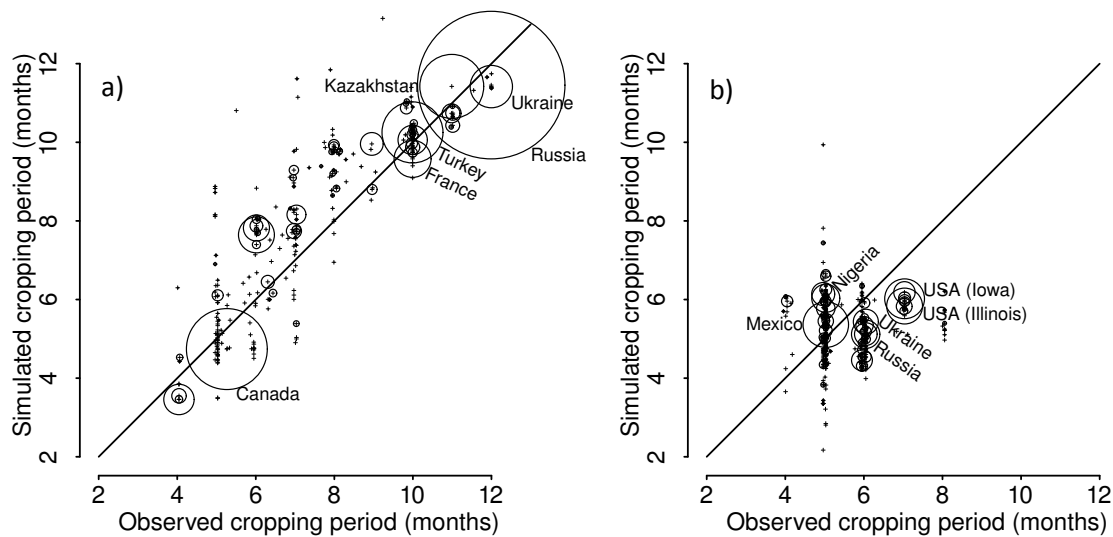 a)
Simulated cropping period (months)
12
10
8
6
4
2
Kazakhstan
Ukraine
Russia
Turkey
France
Canada
2 4 6 8 10 12
Observed cropping period (months)
b)
Simulated cropping period (months)
12
10
8
6
4
2
Nigeria
Mexico
Ukraine
Russia
USA (Iowa)
USA (Illinois)
2 4 6 8 10 12
Observed cropping period (months)